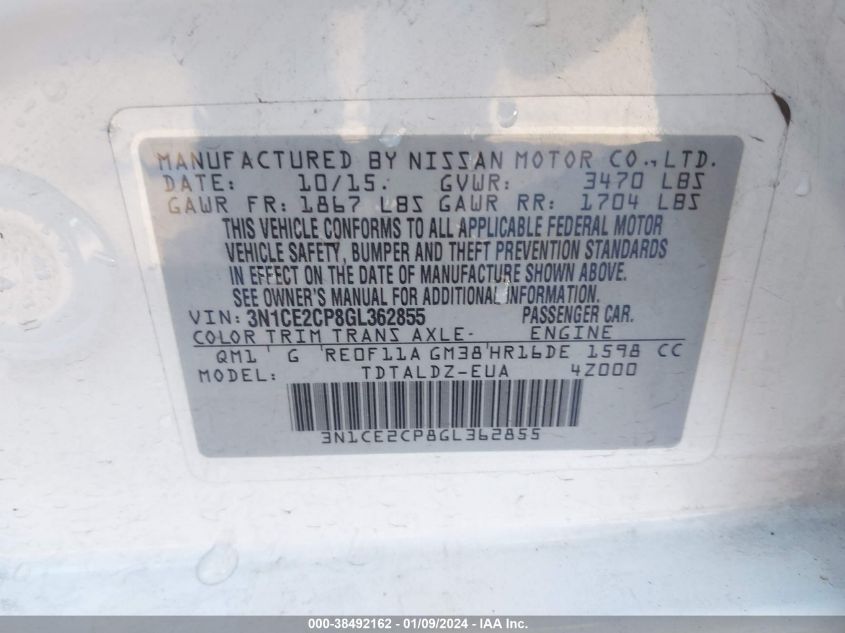 MANUFACTURED BY NISSAN MOTOR CO., LTD.
DATE: 10/15. GVWR: 3470 LBS
GAWR FR: 1867 LBS GAWR RR: 1704 LBS
THIS VEHICLE CONFORMS TO ALL APPLICABLE FEDERAL MOTOR
VEHICLE SAFETY, BUMPER AND THEFT PREVENTION STANDARDS
IN EFFECT ON THE DATE OF MANUFACTURE SHOWN ABOVE.
SEE OWNER'S MANUAL FOR ADDITIONAL INFORMATION.
VIN: 3N1CE2CP8GL362855 PASSENGER CAR.
COLOR TRIM TRANS AXLE- ENGINE
QM1 ' G 'RE0F11A GM38'HR16DE 1598 CC
MODEL: TDTALDZ-EUA 4Z000
3N1CE2CP8GL362855
000-38492162 - 01/09/2024 - IAA Inc.